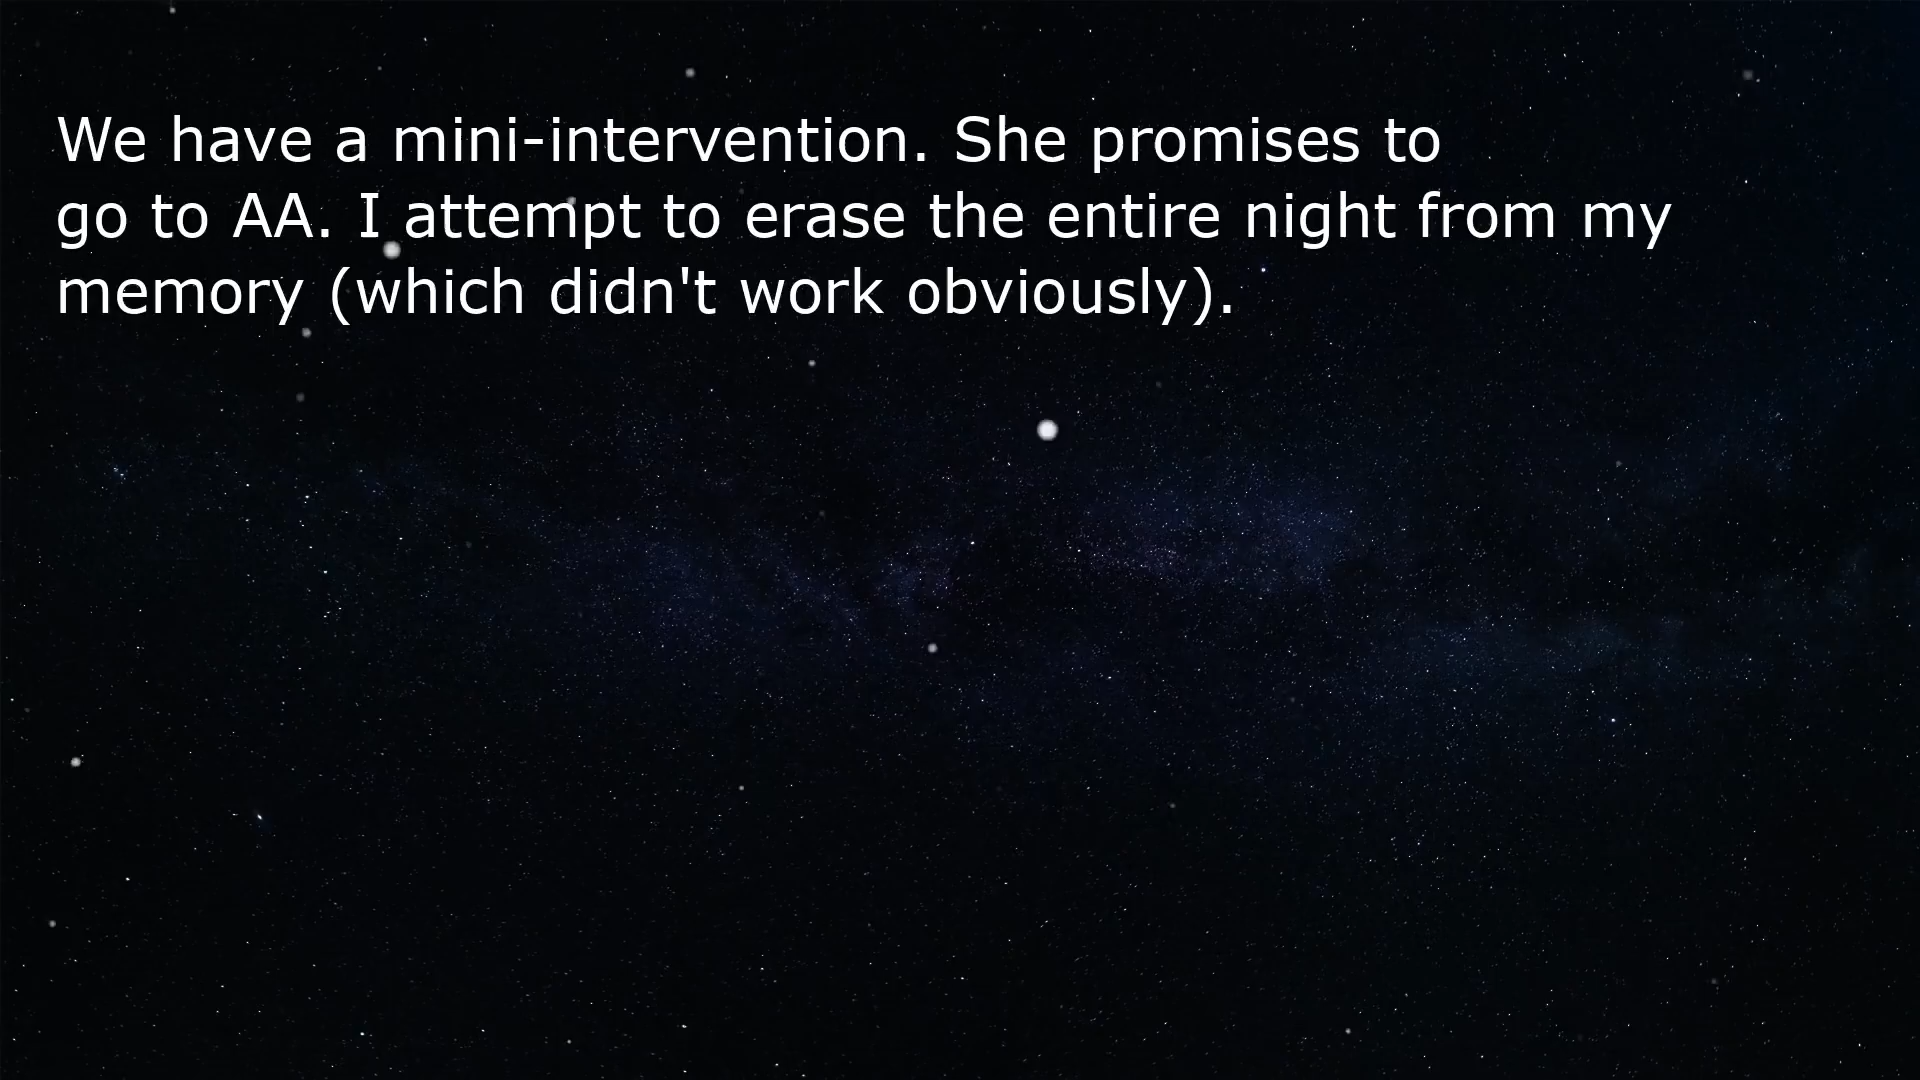 We have a mini-intervention. She promises to
go to AA. I attempt to erase the entire night from my
memory (which didn't work obviously).